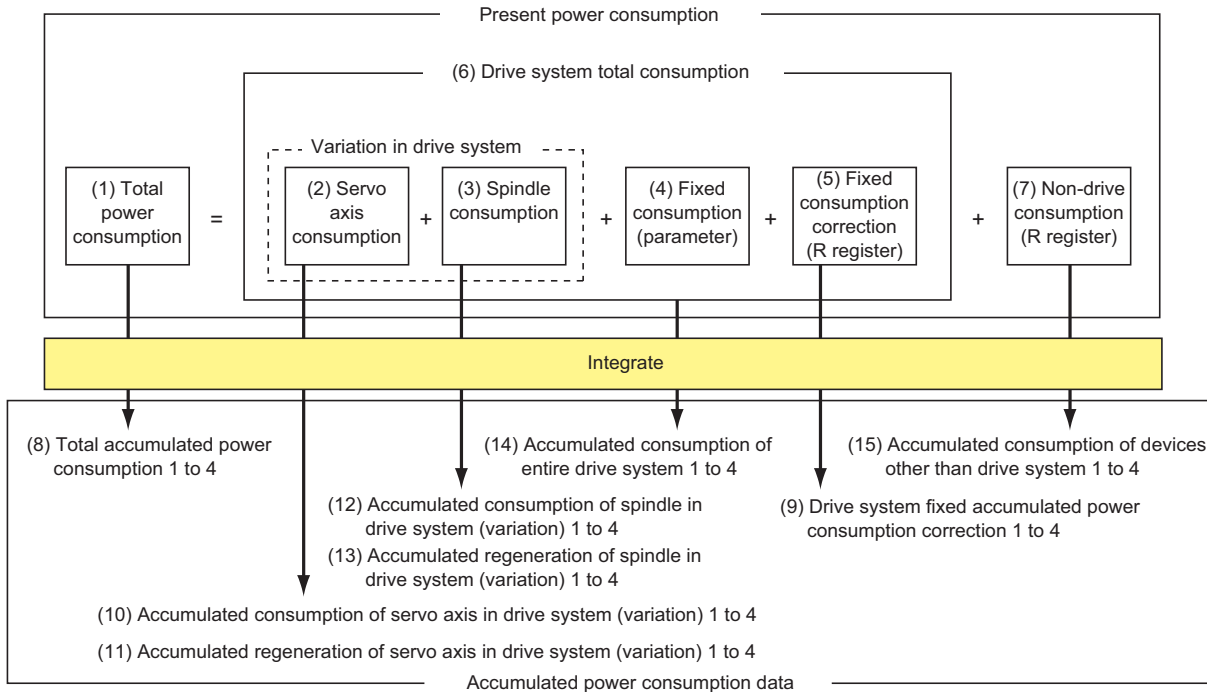 Present power consumption
(6) Drive system total consumption
Variation in drive system
(1) Total
power
consumption
=
(2) Servo
axis
consumption
+
(3) Spindle
consumption
+
(4) Fixed
consumption
(parameter)
+
(5) Fixed
consumption
correction
(R register)
+
(7) Non-drive
consumption
(R register)
Integrate
(8) Total accumulated power
consumption 1 to 4
(14) Accumulated consumption of
entire drive system 1 to 4
(15) Accumulated consumption of devices
other than drive system 1 to 4
(12) Accumulated consumption of spindle in
drive system (variation) 1 to 4
(9) Drive system fixed accumulated power
consumption correction 1 to 4
(13) Accumulated regeneration of spindle in
drive system (variation) 1 to 4
(10) Accumulated consumption of servo axis in drive system (variation) 1 to 4
(11) Accumulated regeneration of servo axis in drive system (variation) 1 to 4
Accumulated power consumption data